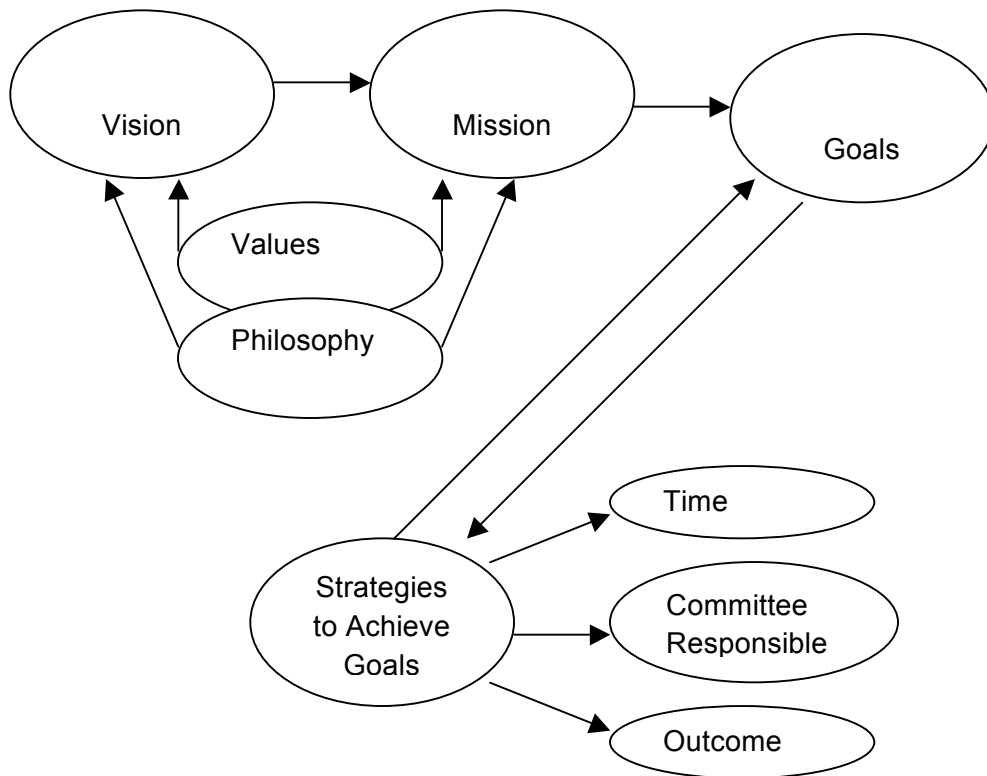 Vision
Mission
Goals
Values
Philosophy
Time
Strategies
to Achieve
Goals
Committee
Responsible
Outcome